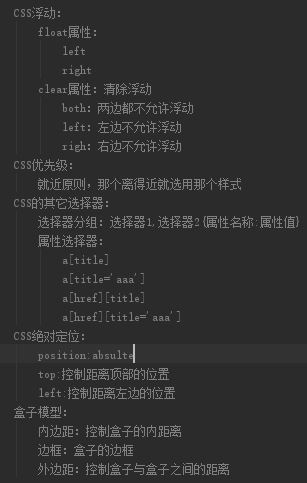 CSS浮动:
float属性:
left
right
clear属性: 清除浮动
both: 两边都不允许浮动
left: 左边不允许浮动
righ: 右边不允许浮动
CSS优先级:
就近原则，那个离得近就选用那个样式
CSS的其它选择器:
选择器分组: 选择器1,选择器2{属性名称:属性值}
属性选择器:
a[title]
a[title='aaa']
a[href][title]
a[href][title='aaa']
CSS绝对定位:
position:absulte
top:控制距离顶部的位置
left:控制距离左边的位置
盒子模型:
内边距: 控制盒子的内距离
边框: 盒子的边框
外边距: 控制盒子与盒子之间的距离